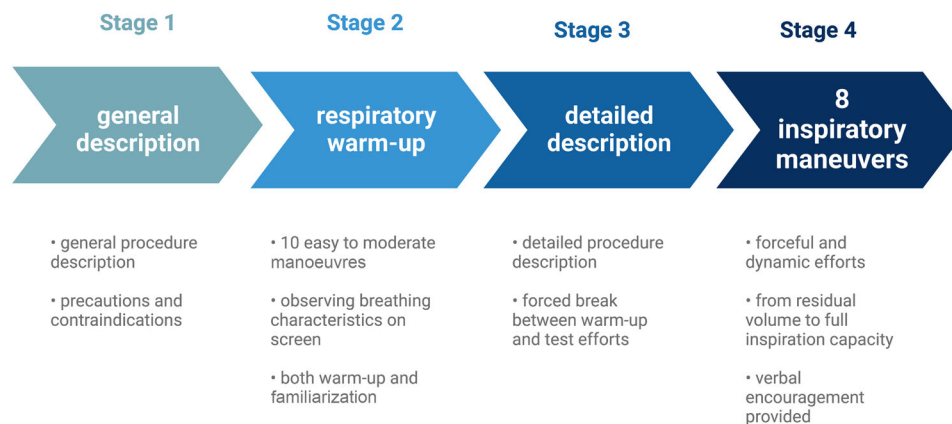 Stage 1
general
description
• general procedure
description
• precautions and
contraindications
Stage 2
respiratory
warm-up
• 10 easy to moderate
manoeuvres
• observing breathing
characteristics on
screen
• both warm-up and
familiarization
Stage 3
detailed
description
• detailed procedure
description
• forced break
between warm-up
and test efforts
Stage 4
8
inspiratory
maneuvers
• forceful and
dynamic efforts
• from residual
volume to full
inspiration capacity
• verbal
encouragement
provided